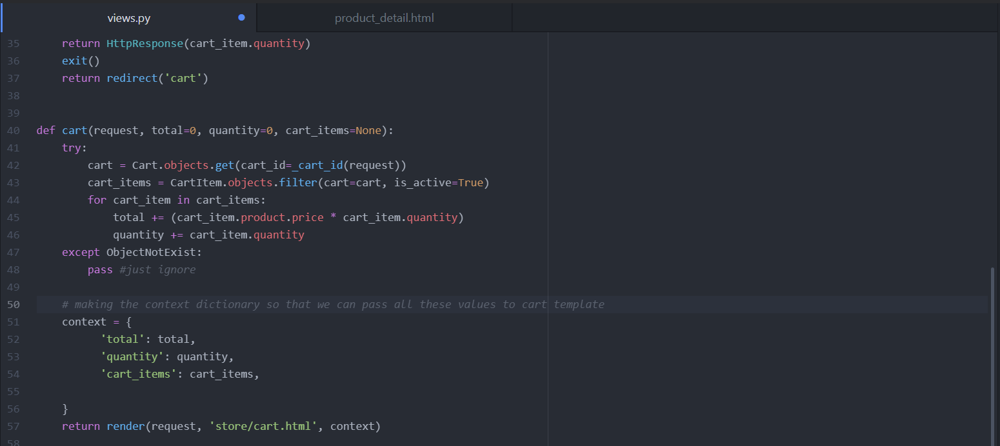 views.py product_detail.html
35     return HttpResponse(cart_item.quantity)
36     exit()
37     return redirect('cart')
38
39
40 def cart(request, total=0, quantity=0, cart_items=None):
41     try:
42         cart = Cart.objects.get(cart_id=_cart_id(request))
43         cart_items = CartItem.objects.filter(cart=cart, is_active=True)
44         for cart_item in cart_items:
45             total += (cart_item.product.price * cart_item.quantity)
46             quantity += cart_item.quantity
47     except ObjectNotExist:
48         pass #just ignore
49
50     # making the context dictionary so that we can pass all these values to cart template
51     context = {
52           'total': total,
53           'quantity': quantity,
54           'cart_items': cart_items,
55
56     }
57     return render(request, 'store/cart.html', context)
58